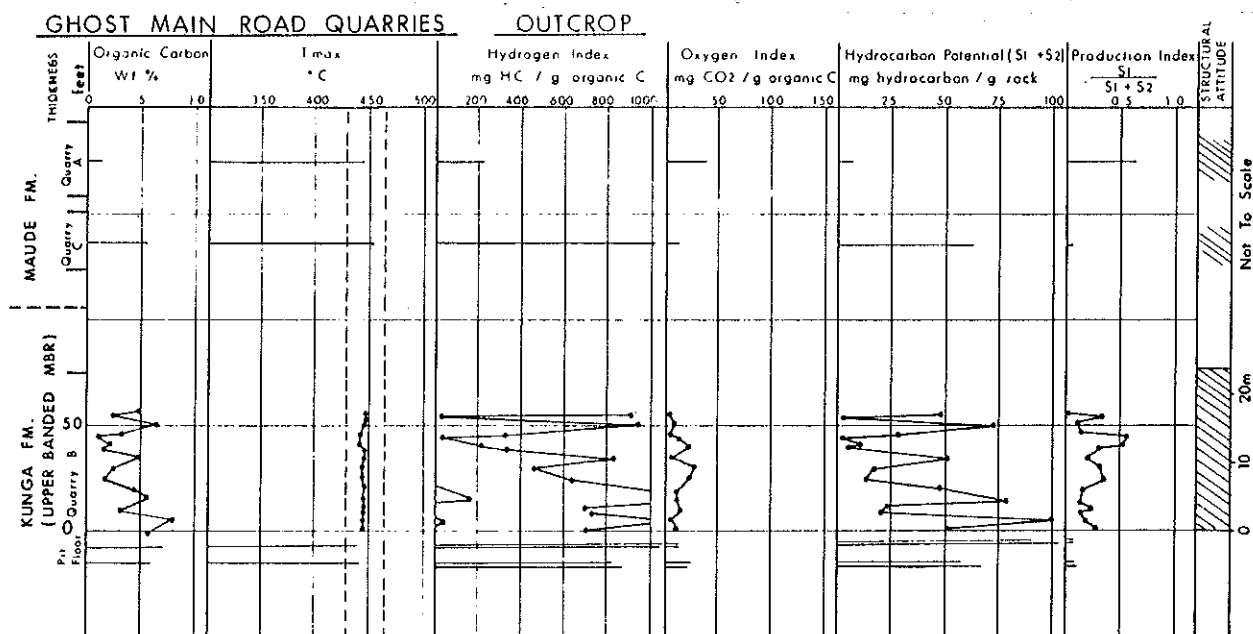 GHOST MAIN ROAD QUARRIES OUTCROP
THICKNESS
Feet
Organic Carbon
Wt %
Tmax
°C
Hydrogen Index
mg HC / g organic C
Oxygen Index
mg CO2 / g organic C
Hydrocarbon Potential (S1 + S2)
mg hydrocarbon / g rock
Production Index
S1
S1 + S2
STRUCTURAL
ATTITUDE
0 5 10 350 400 450 500 200 400 600 800 1000 50 100 150 25 50 75 100 0.5 1.0
MAUDE FM.
Quarry A
Quarry C
Not To Scale
KUNGA FM.
(UPPER BANDED MBR)
Quarry B
50
0
Pit
Floor
20m
10
0